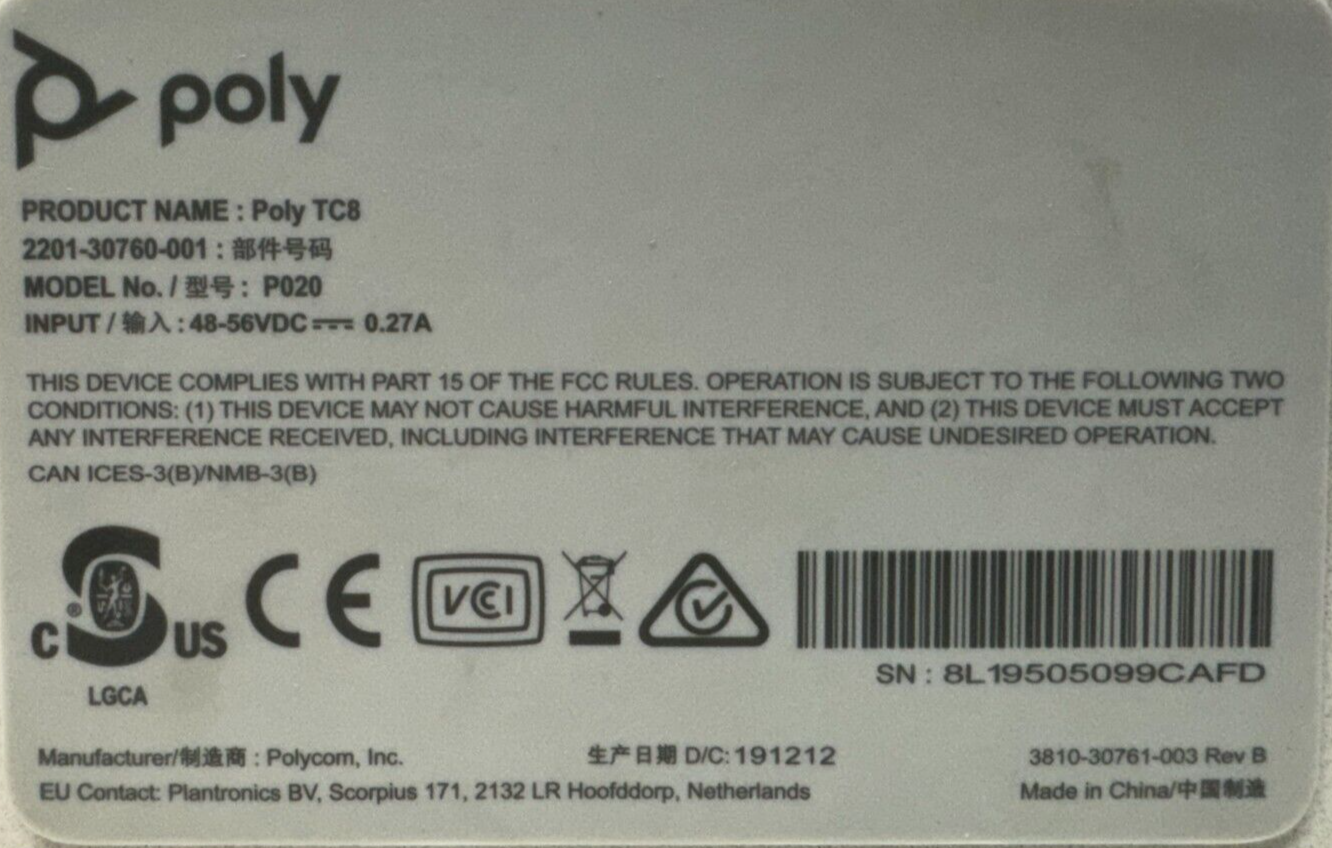 poly
PRODUCT NAME : Poly TC8
2201-30760-001 : 部件号码
MODEL No. / 型号 : P020
INPUT / 输入 : 48-56VDC⎓ 0.27A
THIS DEVICE COMPLIES WITH PART 15 OF THE FCC RULES. OPERATION IS SUBJECT TO THE FOLLOWING TWO
CONDITIONS: (1) THIS DEVICE MAY NOT CAUSE HARMFUL INTERFERENCE, AND (2) THIS DEVICE MUST ACCEPT
ANY INTERFERENCE RECEIVED, INCLUDING INTERFERENCE THAT MAY CAUSE UNDESIRED OPERATION.
CAN ICES-3(B)/NMB-3(B)
C S ® US
LGCA
CE
VCCI
SN : 8L19505099CAFD
Manufacturer/制造商 : Polycom, Inc.
生产日期 D/C: 191212
3810-30761-003 Rev B
EU Contact: Plantronics BV, Scorpius 171, 2132 LR Hoofddorp, Netherlands
Made in China/中国制造